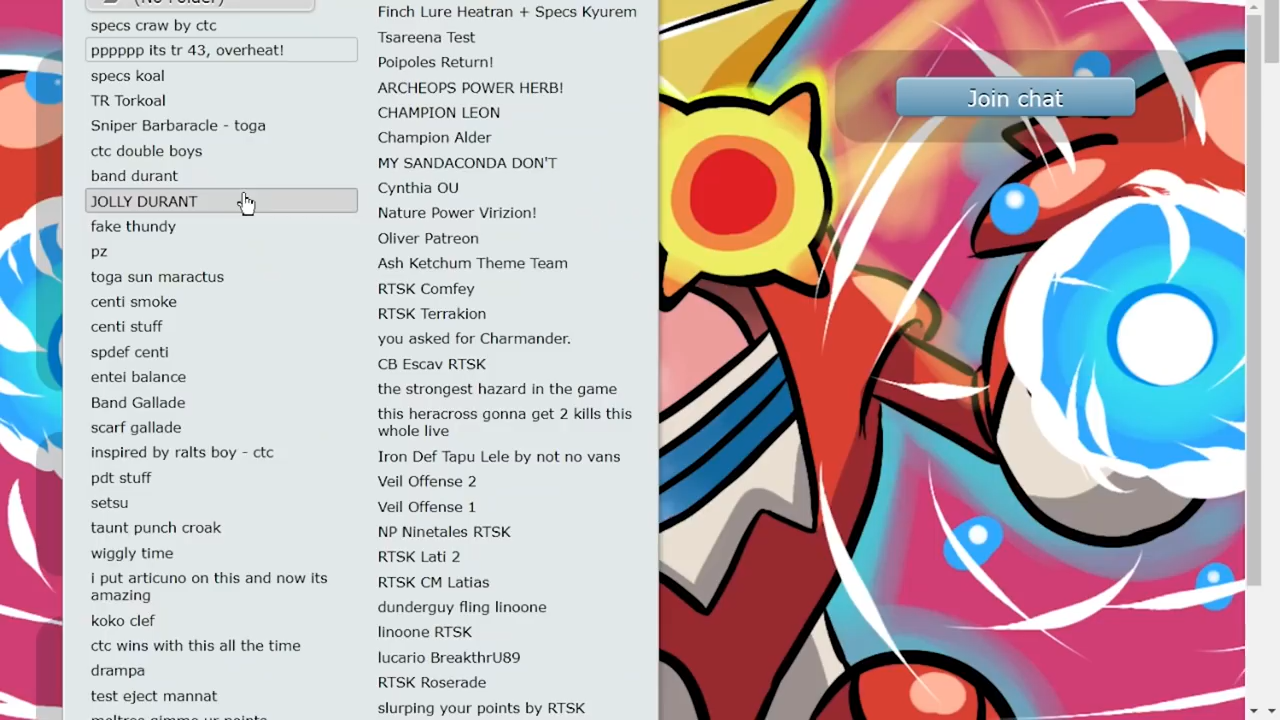 (No Folder)
specs craw by ctc
pppppp its tr 43, overheat!
specs koal
TR Torkoal
Sniper Barbaracle - toga
ctc double boys
band durant
JOLLY DURANT
fake thundy
pz
toga sun maractus
centi smoke
centi stuff
spdef centi
entei balance
Band Gallade
scarf gallade
inspired by ralts boy - ctc
pdt stuff
setsu
taunt punch croak
wiggly time
i put articuno on this and now its
amazing
koko clef
ctc wins with this all the time
drampa
test eject mannat
moltres gimme ur points
Finch Lure Heatran + Specs Kyurem
Tsareena Test
Poipoles Return!
ARCHEOPS POWER HERB!
CHAMPION LEON
Champion Alder
MY SANDACONDA DON'T
Cynthia OU
Nature Power Virizion!
Oliver Patreon
Ash Ketchum Theme Team
RTSK Comfey
RTSK Terrakion
you asked for Charmander.
CB Escav RTSK
the strongest hazard in the game
this heracross gonna get 2 kills this
whole live
Iron Def Tapu Lele by not no vans
Veil Offense 2
Veil Offense 1
NP Ninetales RTSK
RTSK Lati 2
RTSK CM Latias
dunderguy fling linoone
linoone RTSK
lucario BreakthrU89
RTSK Roserade
slurping your points by RTSK
Join chat